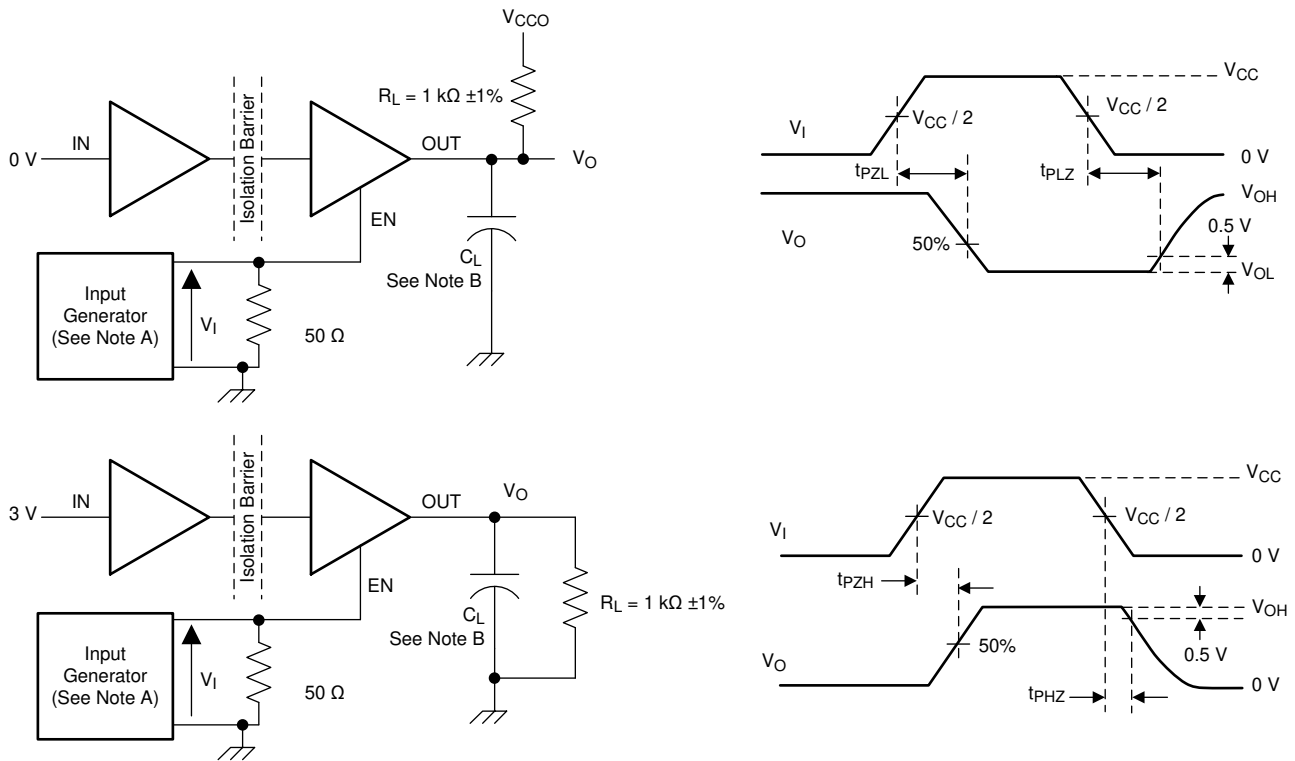 VCCO
RL = 1 kΩ ±1%
0 V
IN
Isolation Barrier
OUT
VO
EN
CL
See Note B
Input
Generator
(See Note A)
VI
50 Ω
VI
VCC / 2
VCC / 2
VCC
0 V
tPZL
tPLZ
VO
50%
VOH
0.5 V
VOL
3 V
IN
Isolation Barrier
OUT
VO
EN
CL
See Note B
RL = 1 kΩ ±1%
Input
Generator
(See Note A)
VI
50 Ω
VI
VCC / 2
VCC / 2
VCC
0 V
tPZH
VO
50%
VOH
0.5 V
tPHZ
0 V